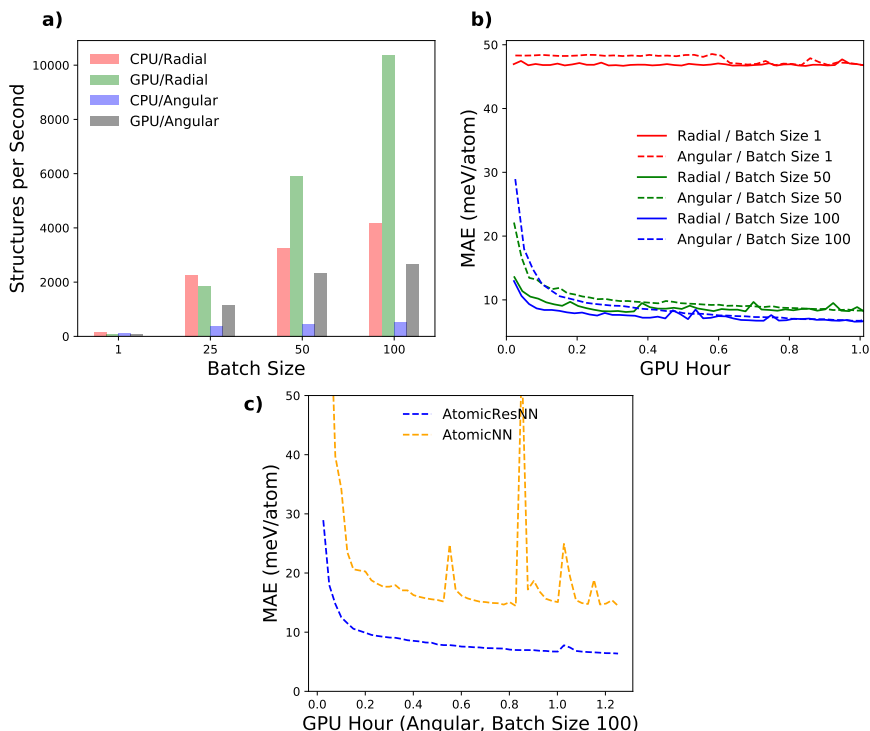 a)
Structures per Second
10000
8000
6000
4000
2000
0
CPU/Radial
GPU/Radial
CPU/Angular
GPU/Angular
1
25
50
100
Batch Size
b)
MAE (meV/atom)
50
40
30
20
10
Radial / Batch Size 1
Angular / Batch Size 1
Radial / Batch Size 50
Angular / Batch Size 50
Radial / Batch Size 100
Angular / Batch Size 100
0.0
0.2
0.4
0.6
0.8
1.0
GPU Hour
c)
MAE (meV/atom)
50
40
30
20
10
0
AtomicResNN
AtomicNN
0.0
0.2
0.4
0.6
0.8
1.0
1.2
GPU Hour (Angular, Batch Size 100)